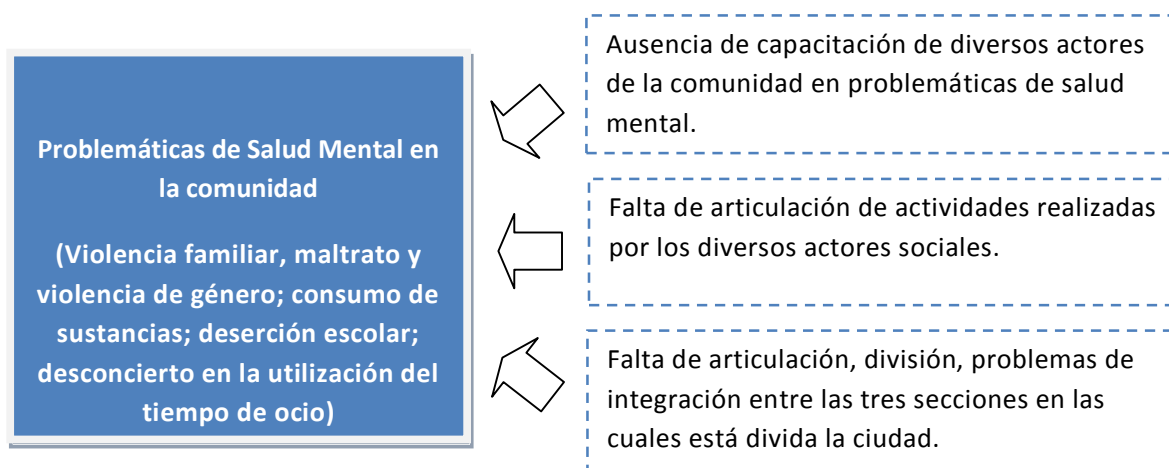 Problemáticas de Salud Mental en
la comunidad
(Violencia familiar, maltrato y
violencia de género; consumo de
sustancias; deserción escolar;
desconcierto en la utilización del
tiempo de ocio)
Ausencia de capacitación de diversos actores
de la comunidad en problemáticas de salud
mental.
Falta de articulación de actividades realizadas
por los diversos actores sociales.
Falta de articulación, división, problemas de
integración entre las tres secciones en las
cuales está divida la ciudad.